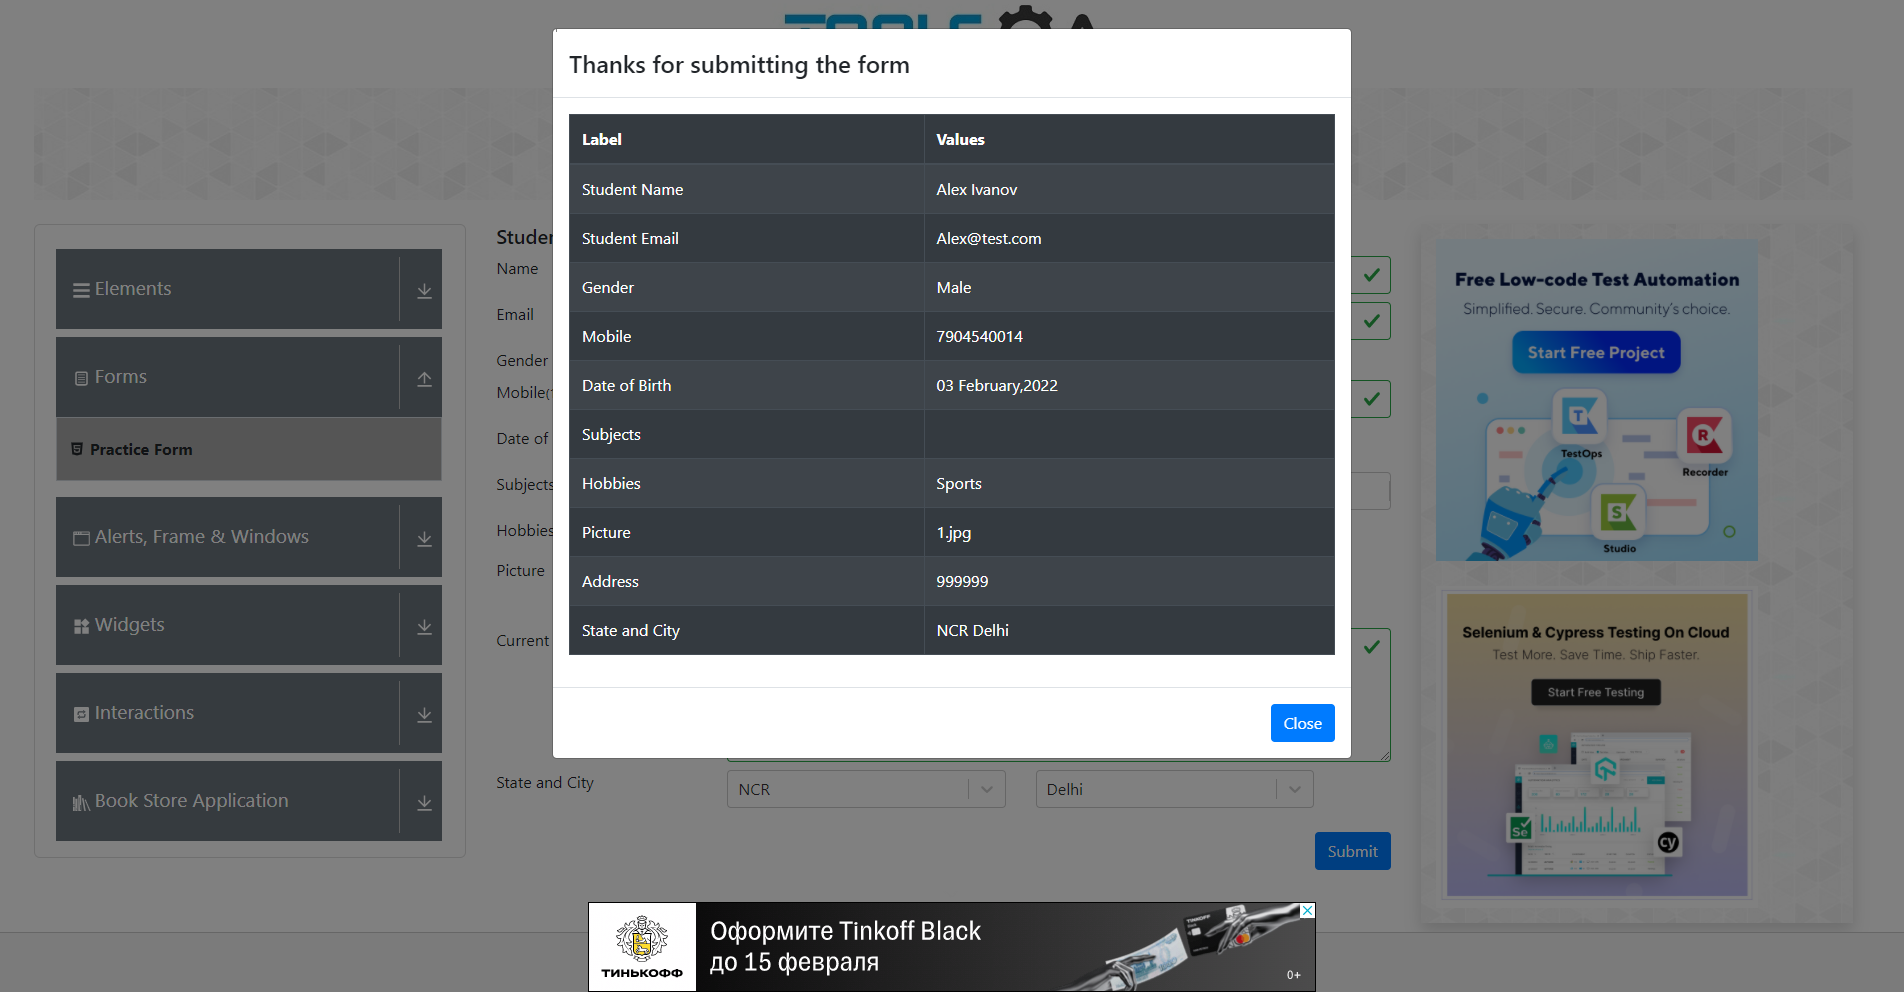 TOOLS QA
Thanks for submitting the form
Label Values
Student Name Alex Ivanov
Student Email Alex@test.com
Gender Male
Mobile 7904540014
Date of Birth 03 February,2022
Subjects
Hobbies Sports
Picture 1.jpg
Address 999999
State and City NCR Delhi
Close
Elements
Forms
Practice Form
Alerts, Frame & Windows
Widgets
Interactions
Book Store Application
Name
Email
Gender
Date of
Subjects
Hobbies
Picture
Current
State and City NCR Delhi
Submit
Free Low-code Test Automation
Simplified. Secure. Community's choice.
Start Free Project
TestOps
Recorder
Studio
Selenium & Cypress Testing On Cloud
Test More. Save Time. Ship Faster.
Start Free Testing
Se
cy
ТИНЬКОФФ
Оформите Tinkoff Black
до 15 февраля
TINKOFF
0+